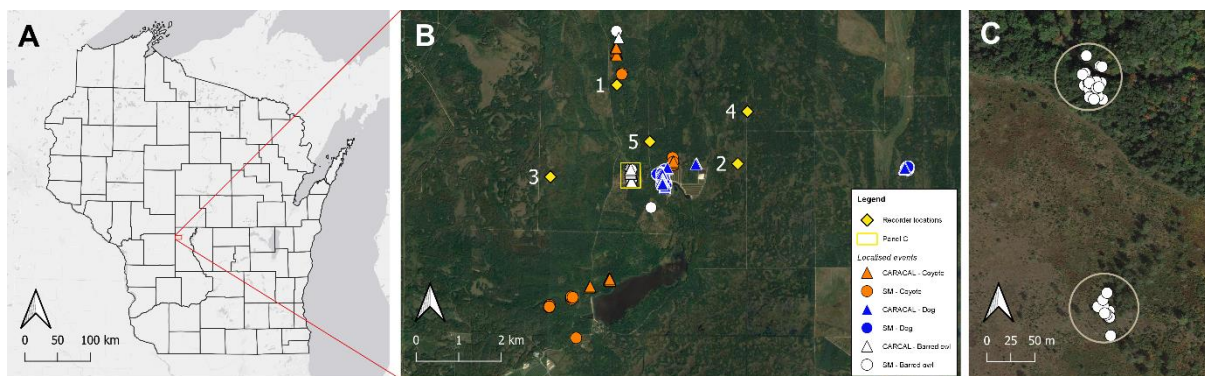 A
0 50 100 km
B
1
4
5
2
3
0 1 2 km
Legend
Recorder locations
Panel C
Localised events
CARACAL - Coyote
SM - Coyote
CARACAL - Dog
SM - Dog
CARCAL - Barred owl
SM - Barred owl
C
0 25 50 m